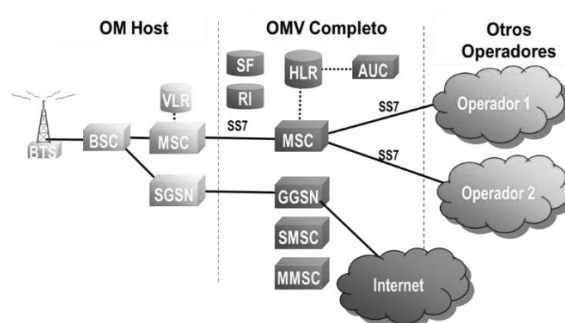 OM Host
OMV Completo
Otros
Operadores
SF
HLR
AUC
VLR
RI
SS7
Operador 1
BTS
BSC
MSC
SS7
MSC
SS7
Operador 2
SGSN
GGSN
SMSC
MMSC
Internet